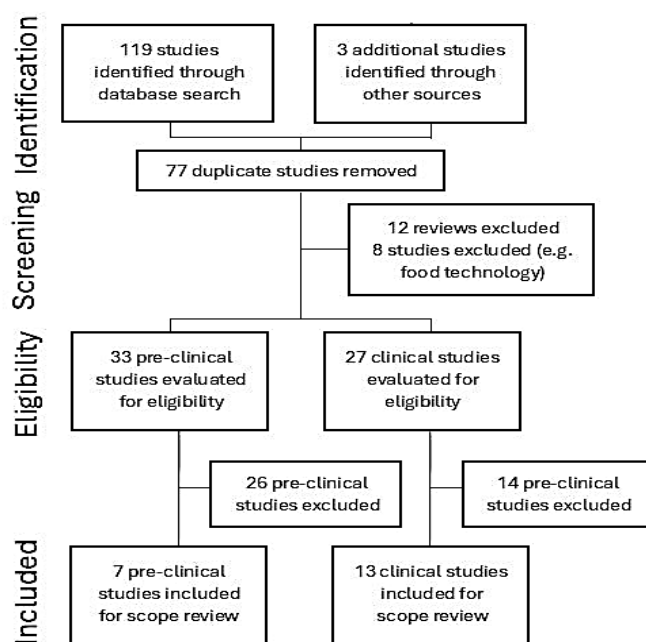 Identification
119 studies
identified through
database search
3 additional studies
identified through
other sources
77 duplicate studies removed
Screening
12 reviews excluded
8 studies excluded (e.g.
food technology)
Eligibility
33 pre-clinical
studies evaluated
for eligibility
27 clinical studies
evaluated for
eligibility
26 pre-clinical
studies excluded
14 pre-clinical
studies excluded
Included
7 pre-clinical
studies included
for scope review
13 clinical studies
included for
scope review